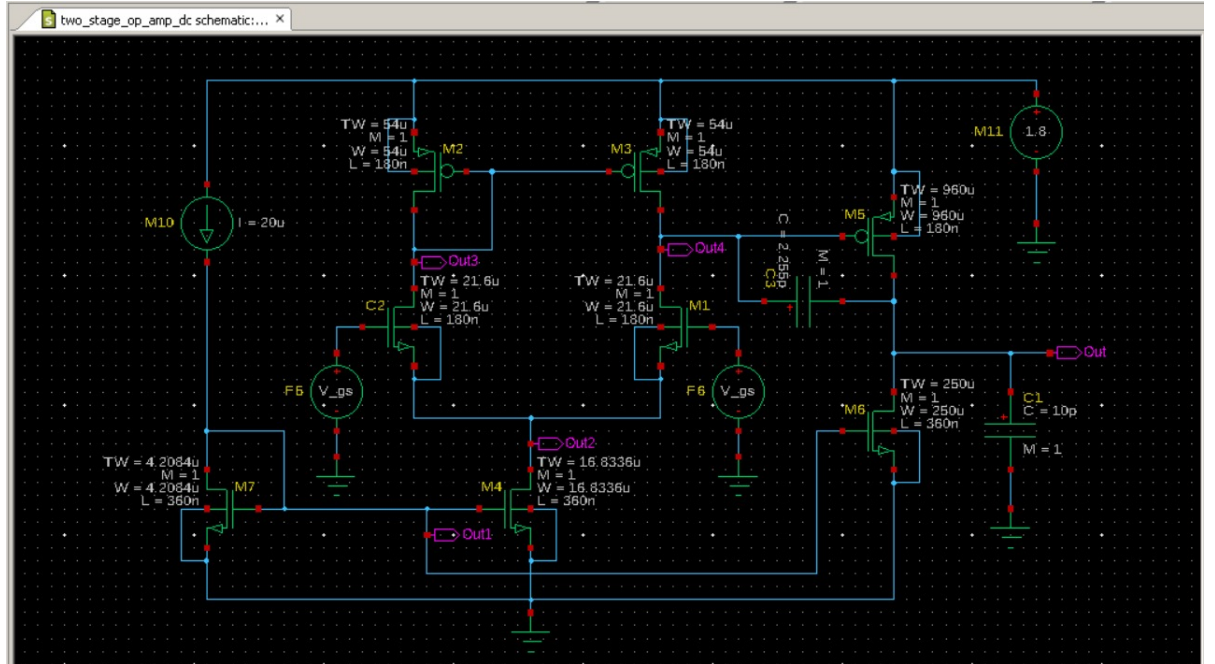 two_stage_op_amp_dc schematic:... ×
TW = 54u
M = 1
W = 54u
L = 180n
M2
TW = 54u
M = 1
W = 54u
L = 180n
M3
M11
1.8
M10
I = 20u
TW = 960u
M = 1
W = 960u
L = 180n
M5
C = 2.255p
C3
M = 1
Out3
Out4
TW = 21.6u
M = 1
W = 21.6u
L = 180n
C2
TW = 21.6u
M = 1
W = 21.6u
L = 180n
M1
Out
F5
V_gs
F6
V_gs
TW = 250u
M = 1
W = 250u
L = 360n
M6
C1
C = 10p
M = 1
Out2
TW = 4.2084u
M = 1
W = 4.2084u
L = 360n
M7
TW = 16.8336u
M = 1
W = 16.8336u
L = 360n
M4
Out1